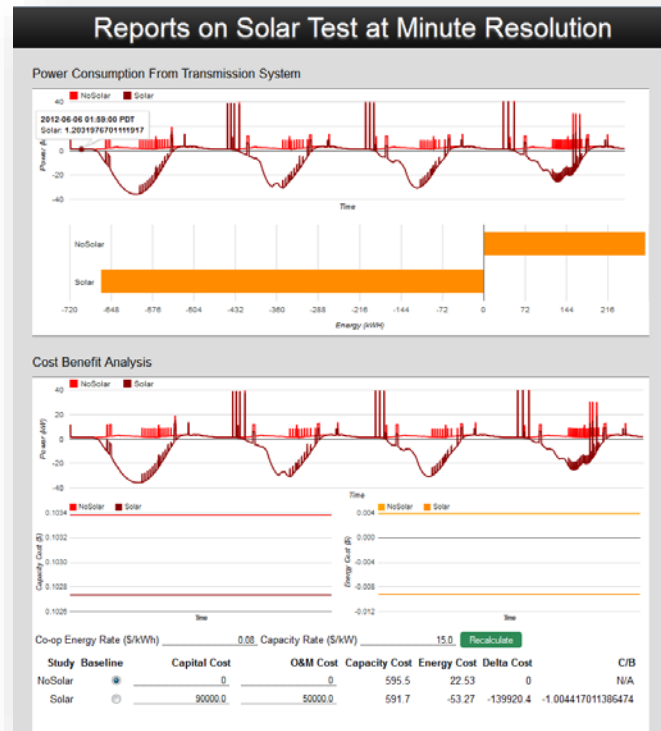 Reports on Solar Test at Minute Resolution
Power Consumption From Transmission System
NoSolar Solar
2012-06-06 01:59:00 PDT
Solar: 1.2031976701111917
40
20
0
-20
-40
Time
NoSolar
Solar
-720 -648 -576 -504 -432 -360 -288 -216 -144 -72 0 72 144 216
Energy (kWH)
Cost Benefit Analysis
NoSolar Solar
Power (kW)
40
20
0
-20
-40
Time
NoSolar Solar
Capacity Cost ($)
0.1034
0.1032
0.1030
0.1028
0.1026
Time
NoSolar Solar
Energy Cost ($)
0.004
0.000
-0.008
-0.012
Time
Co-op Energy Rate ($/kWh) 0.08 Capacity Rate ($/kW) 15.0 Recalculate
Study Baseline Capital Cost O&M Cost Capacity Cost Energy Cost Delta Cost C/B
NoSolar 0 0 595.5 22.53 0 N/A
Solar 90000.0 50000.0 591.7 -53.27 -139920.4 -1.004417011386474